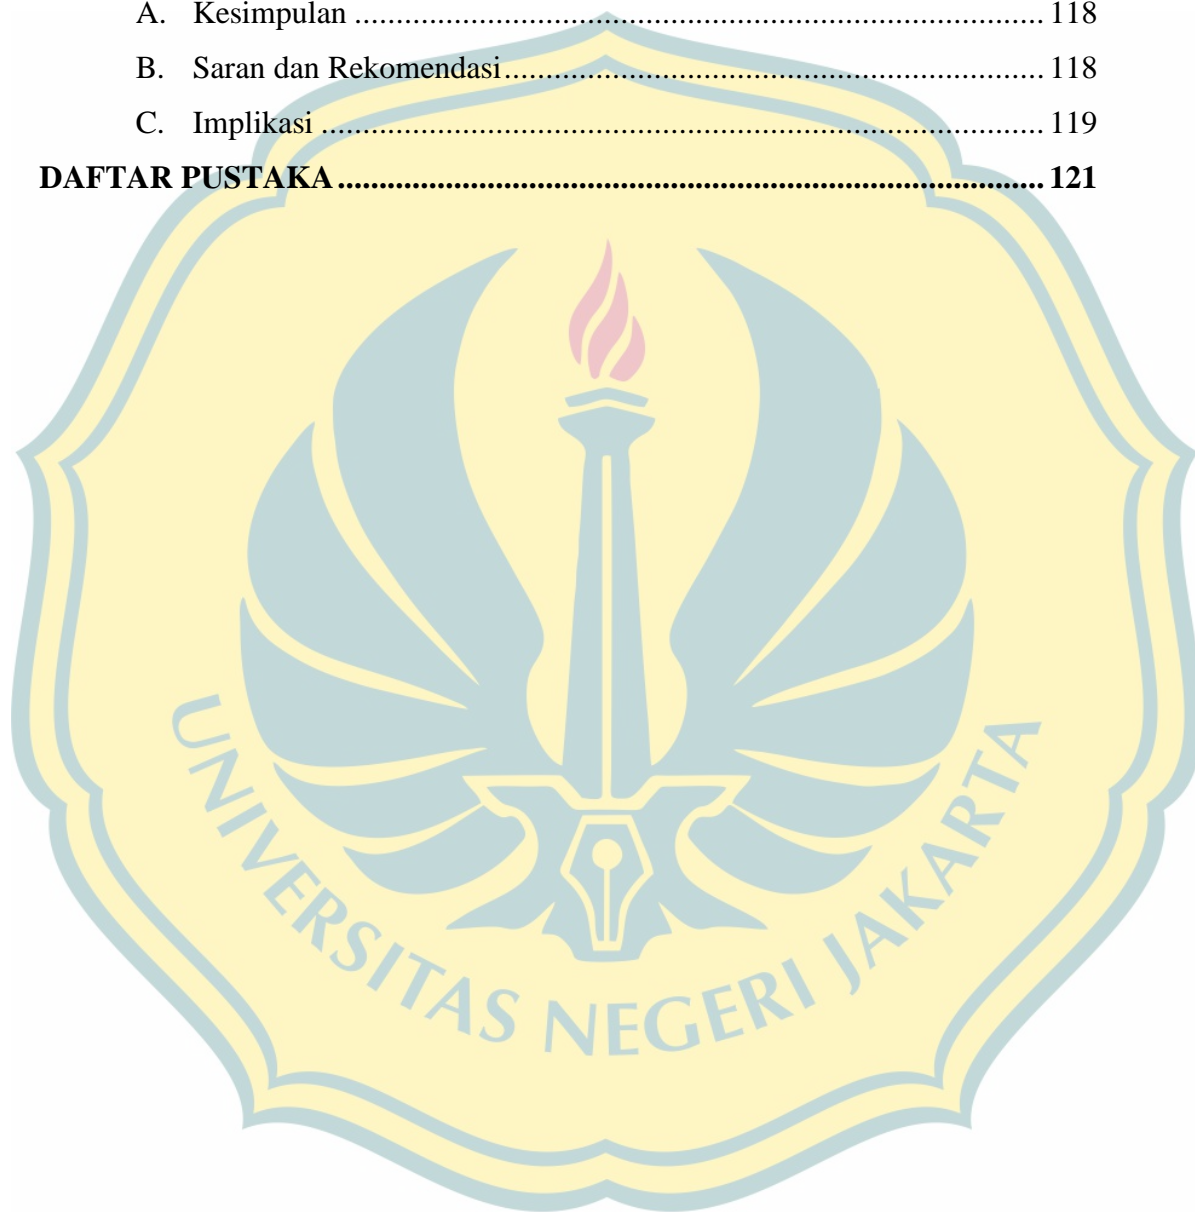 A. Kesimpulan ........................................................................................ 118
B. Saran dan Rekomendasi..................................................................... 118
C. Implikasi ............................................................................................ 119
DAFTAR PUSTAKA..................................................................................... 121
UNIVERSITAS NEGERI JAKARTA